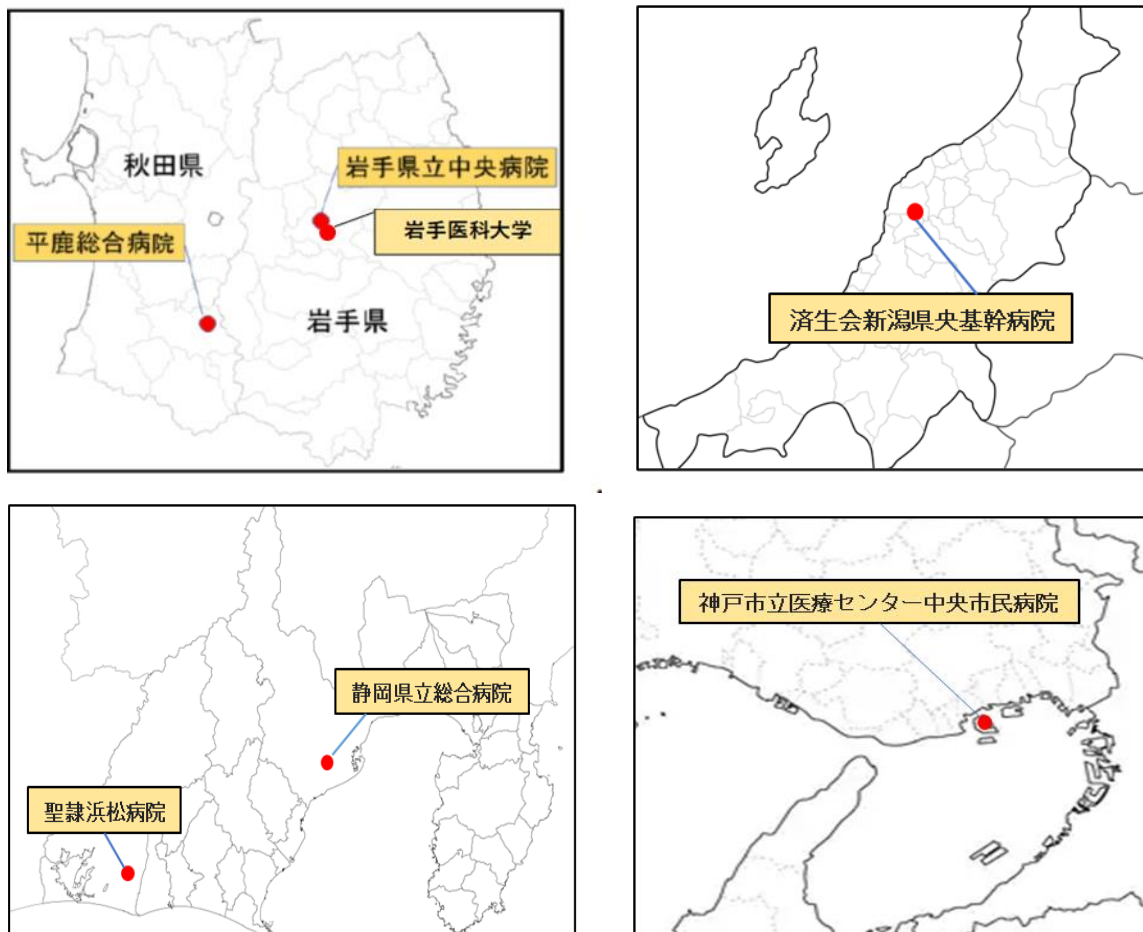 秋田県
岩手県立中央病院
岩手医科大学
平鹿総合病院
岩手県
済生会新潟県央基幹病院
静岡県立総合病院
聖隷浜松病院
神戸市立医療センター中央市民病院